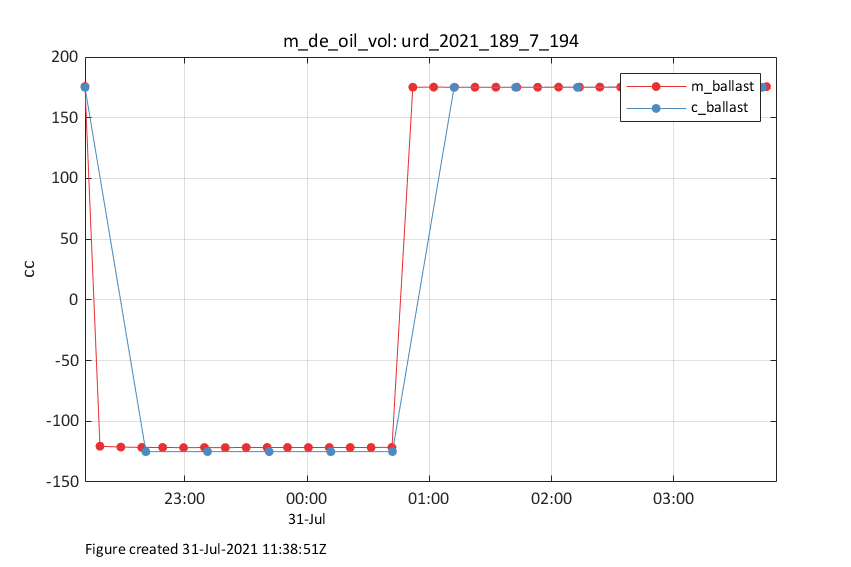 m_de_oil_vol: urd_2021_189_7_194
200
150
100
50
0
-50
-100
-150
cc
m_ballast
c_ballast
23:00 00:00 01:00 02:00 03:00
31-Jul
Figure created 31-Jul-2021 11:38:51Z